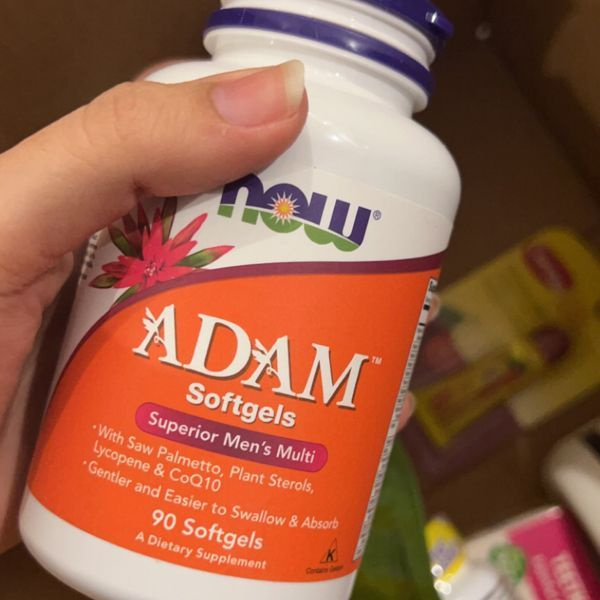 now®
ADAM™
Softgels
Superior Men's Multi
• With Saw Palmetto, Plant Sterols,
Lycopene & CoQ10
• Gentler and Easier to Swallow & Absorb
90 Softgels
A Dietary Supplement
K
Contains Gelatin